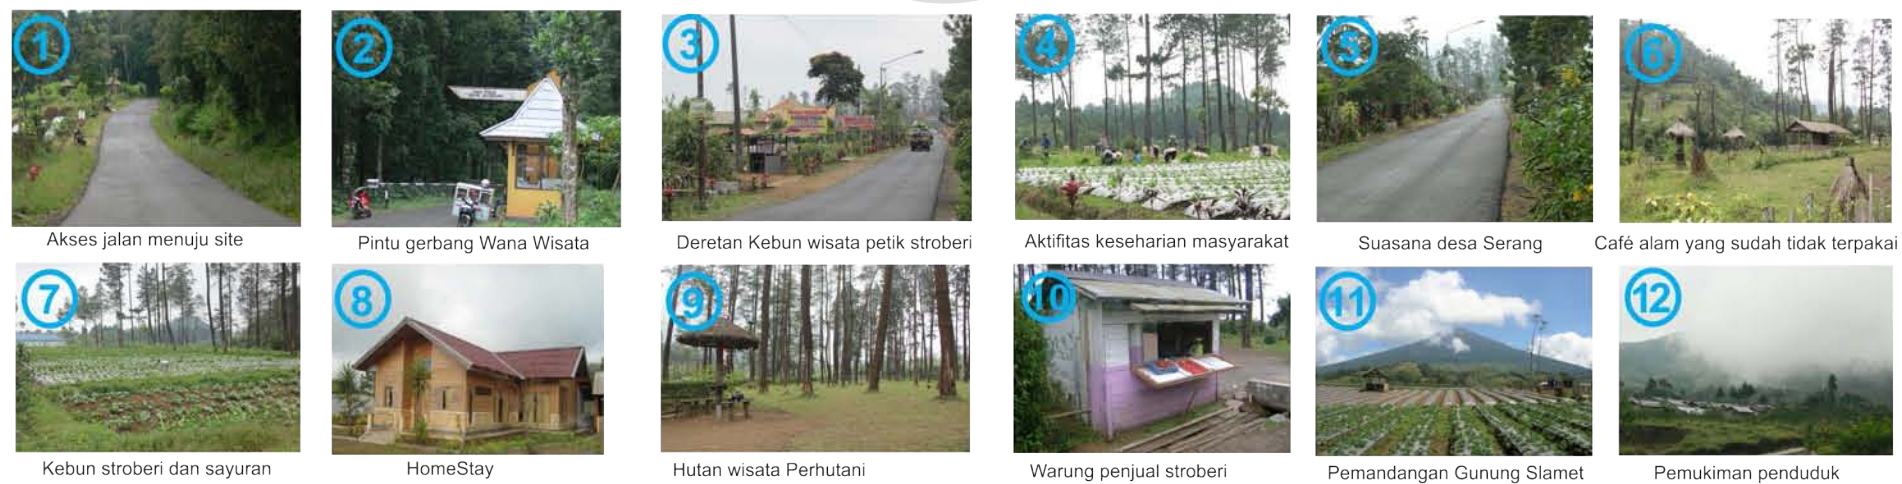 1
2
3
4
5
6
Akses jalan menuju site
Pintu gerbang Wana Wisata
Deretan Kebun wisata petik stroberi
Aktifitas keseharian masyarakat
Suasana desa Serang
Café alam yang sudah tidak terpakai
7
8
9
10
11
12
Kebun stroberi dan sayuran
HomeStay
Hutan wisata Perhutani
Warung penjual stroberi
Pemandangan Gunung Slamet
Pemukiman penduduk